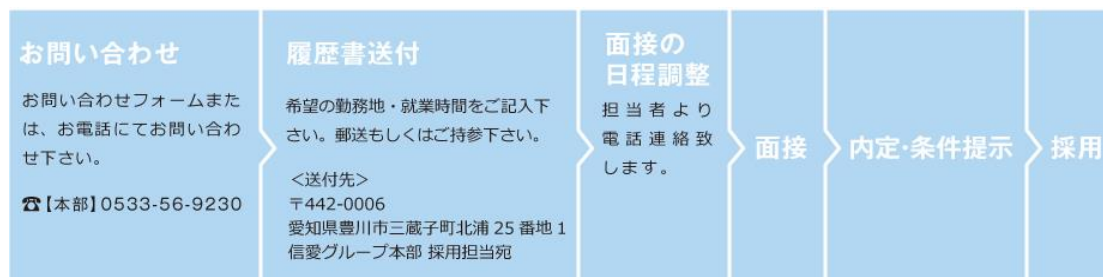 お問い合わせ
お問い合わせフォームまた
は、お電話にてお問い合わ
せ下さい。
☎【本部】0533-56-9230
履歴書送付
希望の勤務地・就業時間をご記入下
さい。郵送もしくはご持参下さい。
＜送付先＞
〒442-0006
愛知県豊川市三蔵子町北浦 25 番地 1
信愛グループ本部 採用担当宛
面接の
日程調整
担当者より
電話連絡致
します。
面接
内定・条件提示
採用